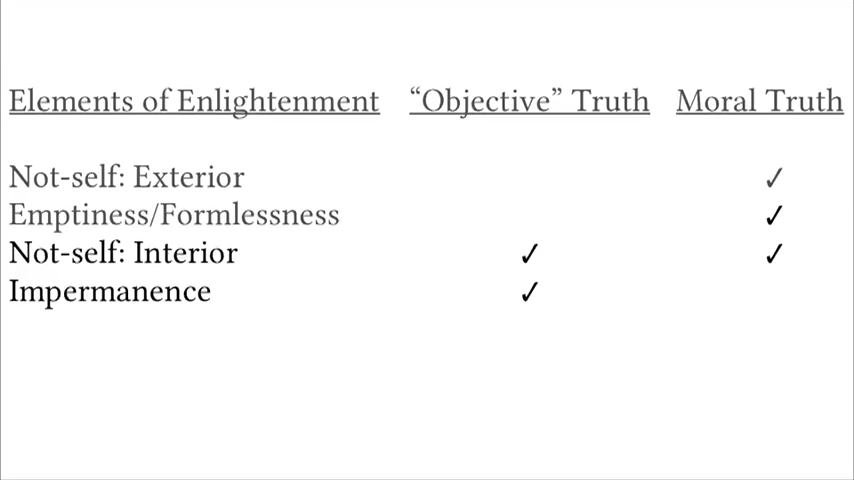 Elements of Enlightenment “Objective” Truth Moral Truth
Not-self: Exterior ✓
Emptiness/Formlessness ✓
Not-self: Interior ✓ ✓
Impermanence ✓